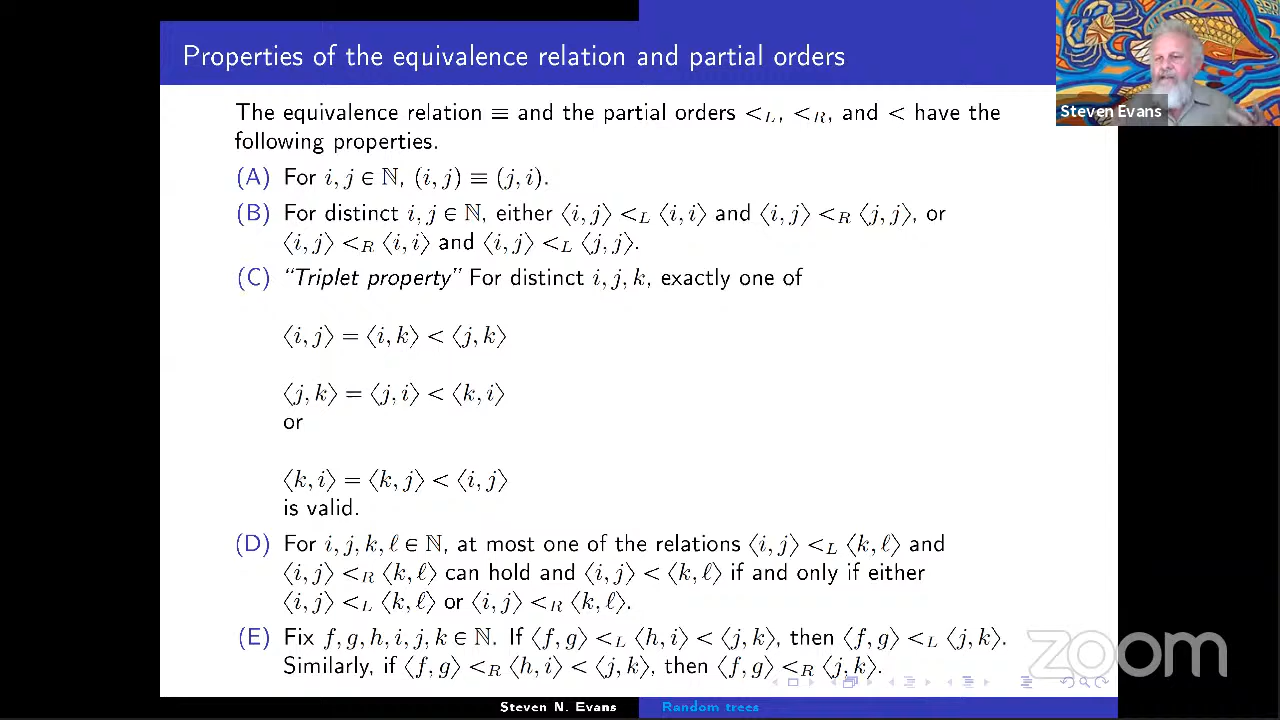 Properties of the equivalence relation and partial orders
Steven Evans
The equivalence relation ≡ and the partial orders <_L, <_R, and < have the
following properties.
(A) For i, j ∈ ℕ, (i, j) ≡ (j, i).
(B) For distinct i, j ∈ ℕ, either ⟨i, j⟩ <_L ⟨i, i⟩ and ⟨i, j⟩ <_R ⟨j, j⟩, or
⟨i, j⟩ <_R ⟨i, i⟩ and ⟨i, j⟩ <_L ⟨j, j⟩.
(C) “Triplet property” For distinct i, j, k, exactly one of
⟨i, j⟩ = ⟨i, k⟩ < ⟨j, k⟩
⟨j, k⟩ = ⟨j, i⟩ < ⟨k, i⟩
or
⟨k, i⟩ = ⟨k, j⟩ < ⟨i, j⟩
is valid.
(D) For i, j, k, ℓ ∈ ℕ, at most one of the relations ⟨i, j⟩ <_L ⟨k, ℓ⟩ and
⟨i, j⟩ <_R ⟨k, ℓ⟩ can hold and ⟨i, j⟩ < ⟨k, ℓ⟩ if and only if either
⟨i, j⟩ <_L ⟨k, ℓ⟩ or ⟨i, j⟩ <_R ⟨k, ℓ⟩.
(E) Fix f, g, h, i, j, k ∈ ℕ. If ⟨f, g⟩ <_L ⟨h, i⟩ < ⟨j, k⟩, then ⟨f, g⟩ <_L ⟨j, k⟩.
Similarly, if ⟨f, g⟩ <_R ⟨h, i⟩ < ⟨j, k⟩, then ⟨f, g⟩ <_R ⟨j, k⟩.
zoom
Steven N. Evans Random trees